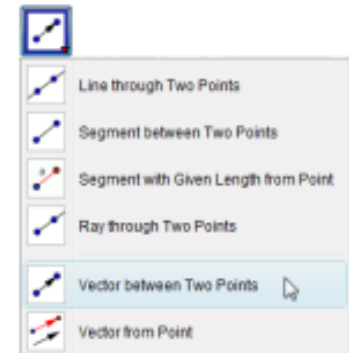 Line through Two Points
Segment between Two Points
Segment with Given Length from Point
Ray through Two Points
Vector between Two Points
Vector from Point